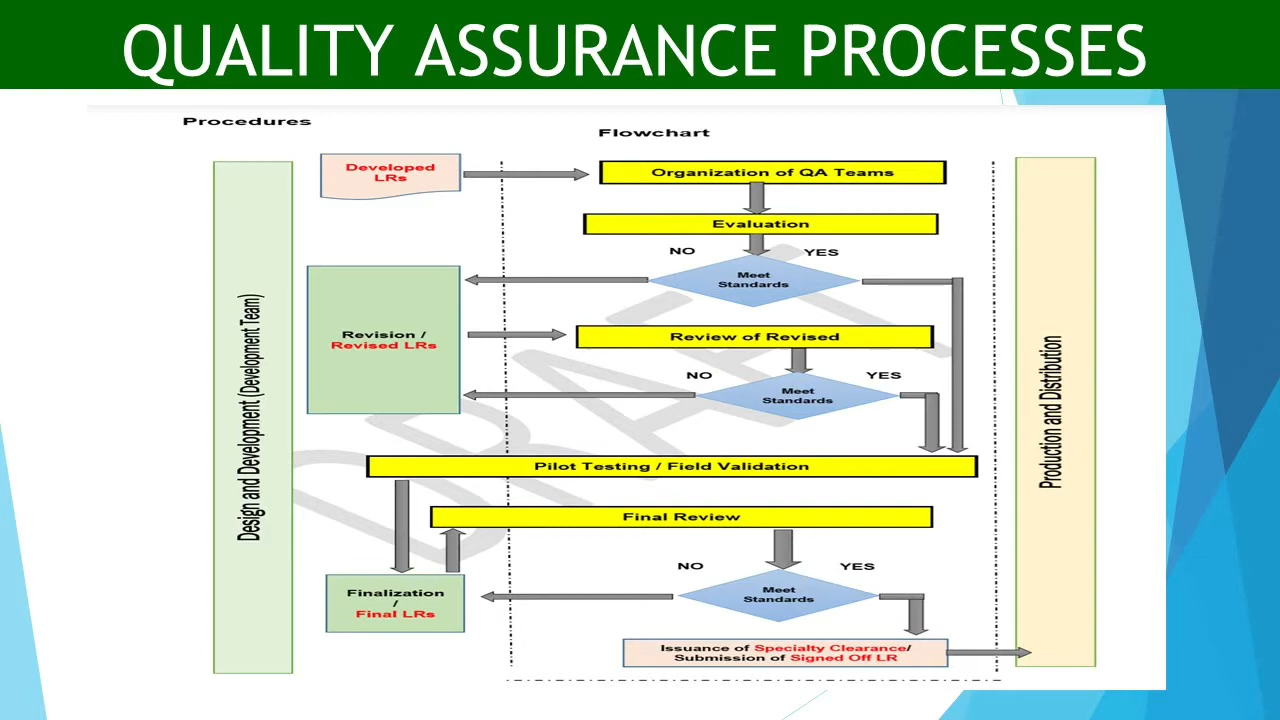 QUALITY ASSURANCE PROCESSES
Procedures
Flowchart
Developed
LRs
Organization of QA Teams
Evaluation
NO
YES
Meet
Standards
Design and Development (Development Team)
Revision /
Revised LRs
Review of Revised
NO
YES
Meet
Standards
Production and Distribution
Pilot Testing / Field Validation
Final Review
NO
YES
Finalization
/
Final LRs
Meet
Standards
Issuance of Specialty Clearance/
Submission of Signed Off LR
DRAFT